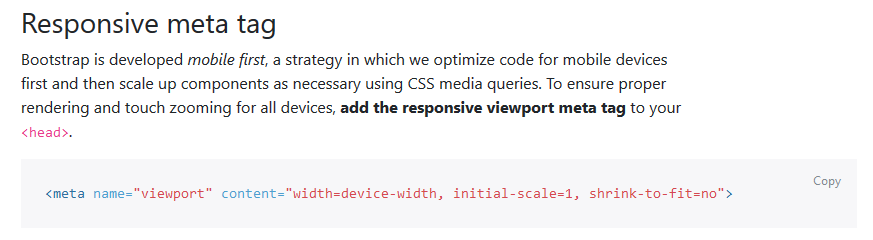 Responsive meta tag
Bootstrap is developed mobile first, a strategy in which we optimize code for mobile devices
first and then scale up components as necessary using CSS media queries. To ensure proper
rendering and touch zooming for all devices, add the responsive viewport meta tag to your
<head>.
Copy
<meta name="viewport" content="width=device-width, initial-scale=1, shrink-to-fit=no">